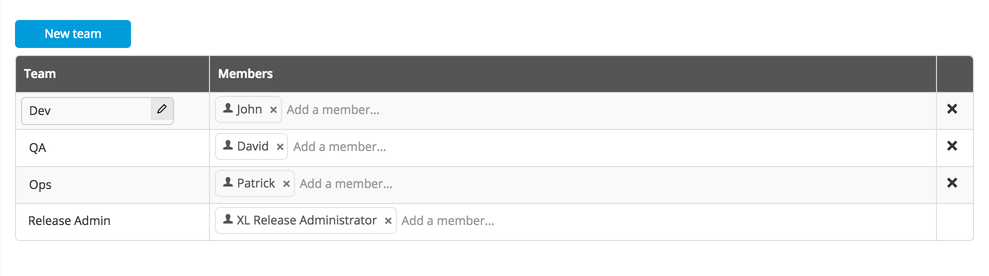 New team
Team Members
Dev John × Add a member...
QA David × Add a member...
Ops Patrick × Add a member...
Release Admin XL Release Administrator × Add a member...